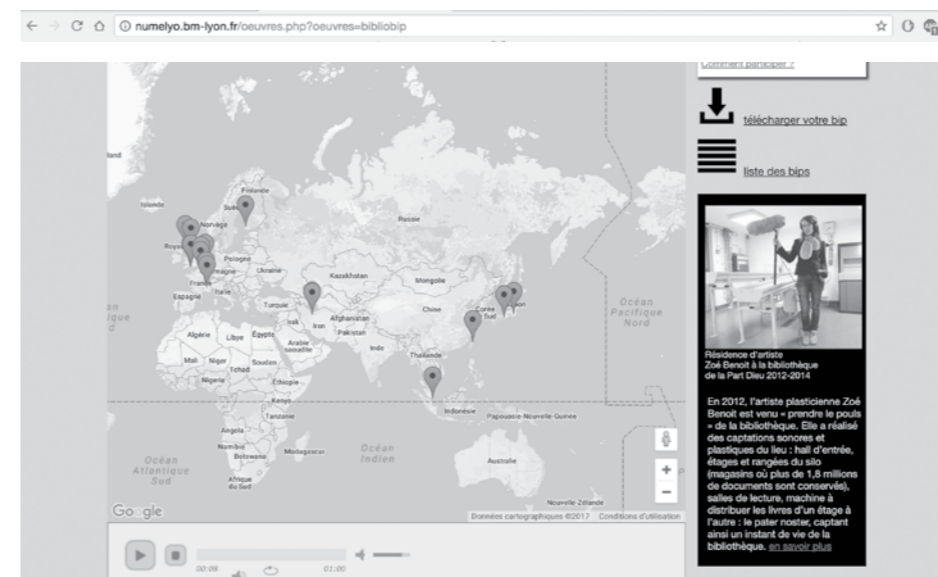 numelyo.bm-lyon.fr/oeuvres.php?oeuvres=bibliobip
Comment participer ?
télécharger votre bip
liste des bips
Finlande
Islande
Norvège
Russie
Pologne
Ukraine
Kazakhstan
Mongolie
France
Italie
Espagne
Turquie
Chine
Corée
du Sud
Océan
Pacifique
Nord
Irak
Iran
Afghanistan
Pakistan
Algérie
Libye
Égypte
Arabie
saoudite
Inde
Thaïlande
Mali
Niger
Tchad
Soudan
Nigeria
Éthiopie
Kenya
Indonésie
Papouasie-Nouvelle-Guinée
Tanzanie
Angola
Namibie
Botswana
Madagascar
Océan
Indien
Australie
Océan
Atlantique
Sud
Afrique
du Sud
Nouvelle-Zélande
Google
Données cartographiques ©2017
Conditions d'utilisation
00:08
01:00
Résidence d'artiste
Zoé Benoit à la bibliothèque
de la Part Dieu 2012-2014
En 2012, l'artiste plasticienne Zoé
Benoit est venu « prendre le pouls
» de la bibliothèque. Elle a réalisé
des captations sonores et
plastiques du lieu : hall d'entrée,
étages et rangées du silo
(magasins où plus de 1,8 millions
de documents sont conservés),
salles de lecture, machine à
distribuer les livres d'un étage à
l'autre : le pater noster, captant
ainsi un instant de vie de la
bibliothèque. en savoir plus